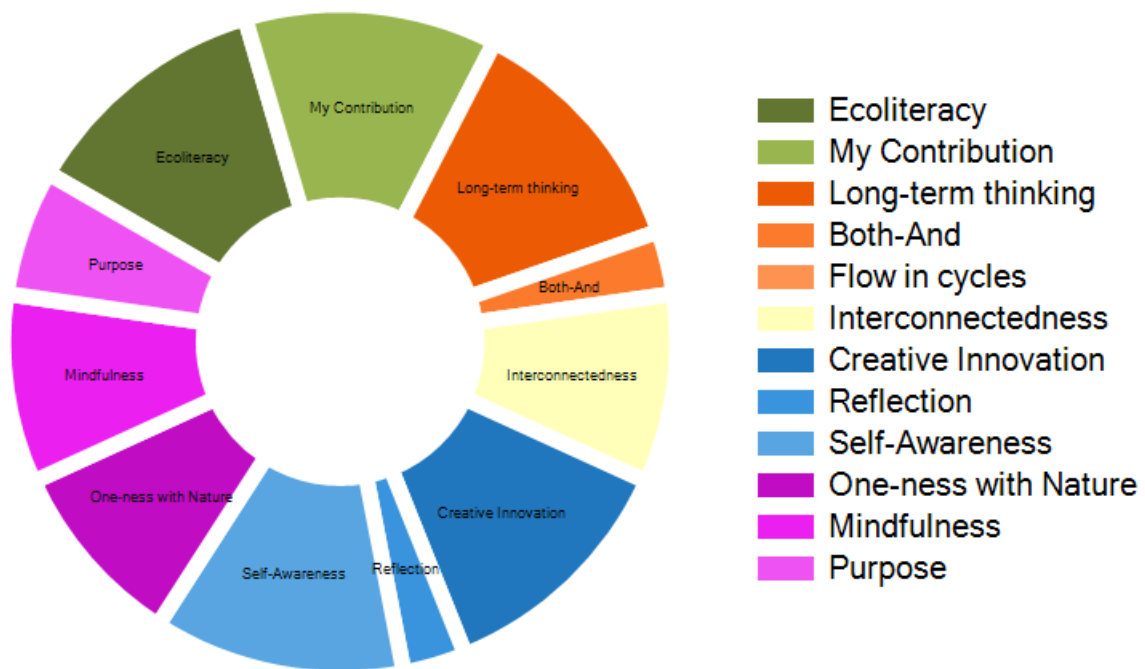 My Contribution
Ecoliteracy
Long-term thinking
Purpose
Both-And
Mindfulness
Interconnectedness
One-ness with Nature
Creative Innovation
Self-Awareness
Reflection
Ecoliteracy
My Contribution
Long-term thinking
Both-And
Flow in cycles
Interconnectedness
Creative Innovation
Reflection
Self-Awareness
One-ness with Nature
Mindfulness
Purpose